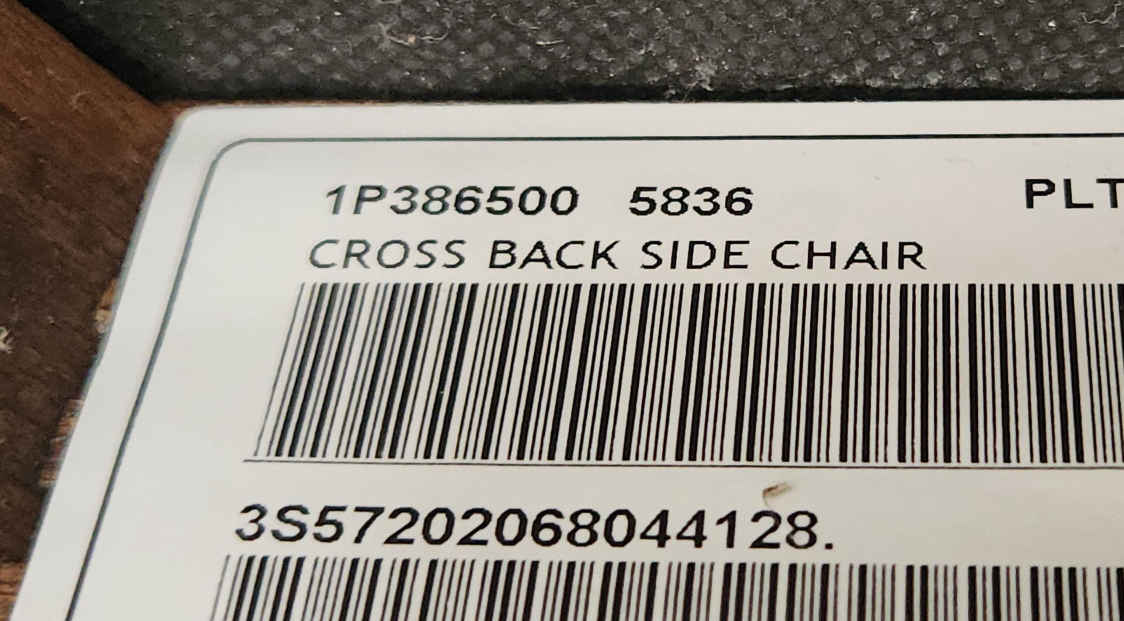 1P386500 5836 PLT
CROSS BACK SIDE CHAIR
3S57202068044128.